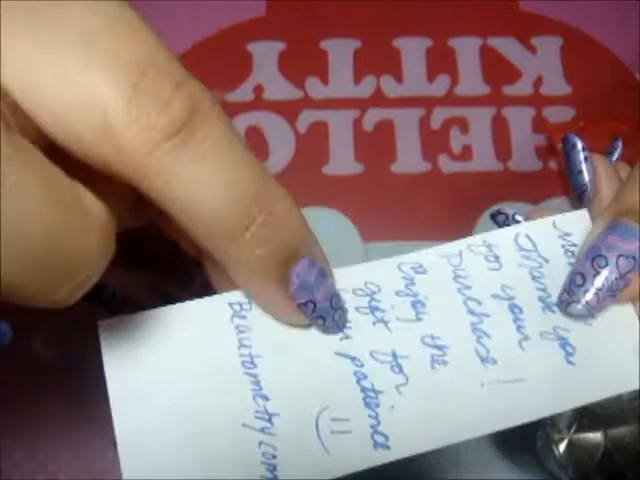 HELLO
KITTY
Thank you
for your
purchase!
Enjoy the
gift for
patience
Beautometry.com